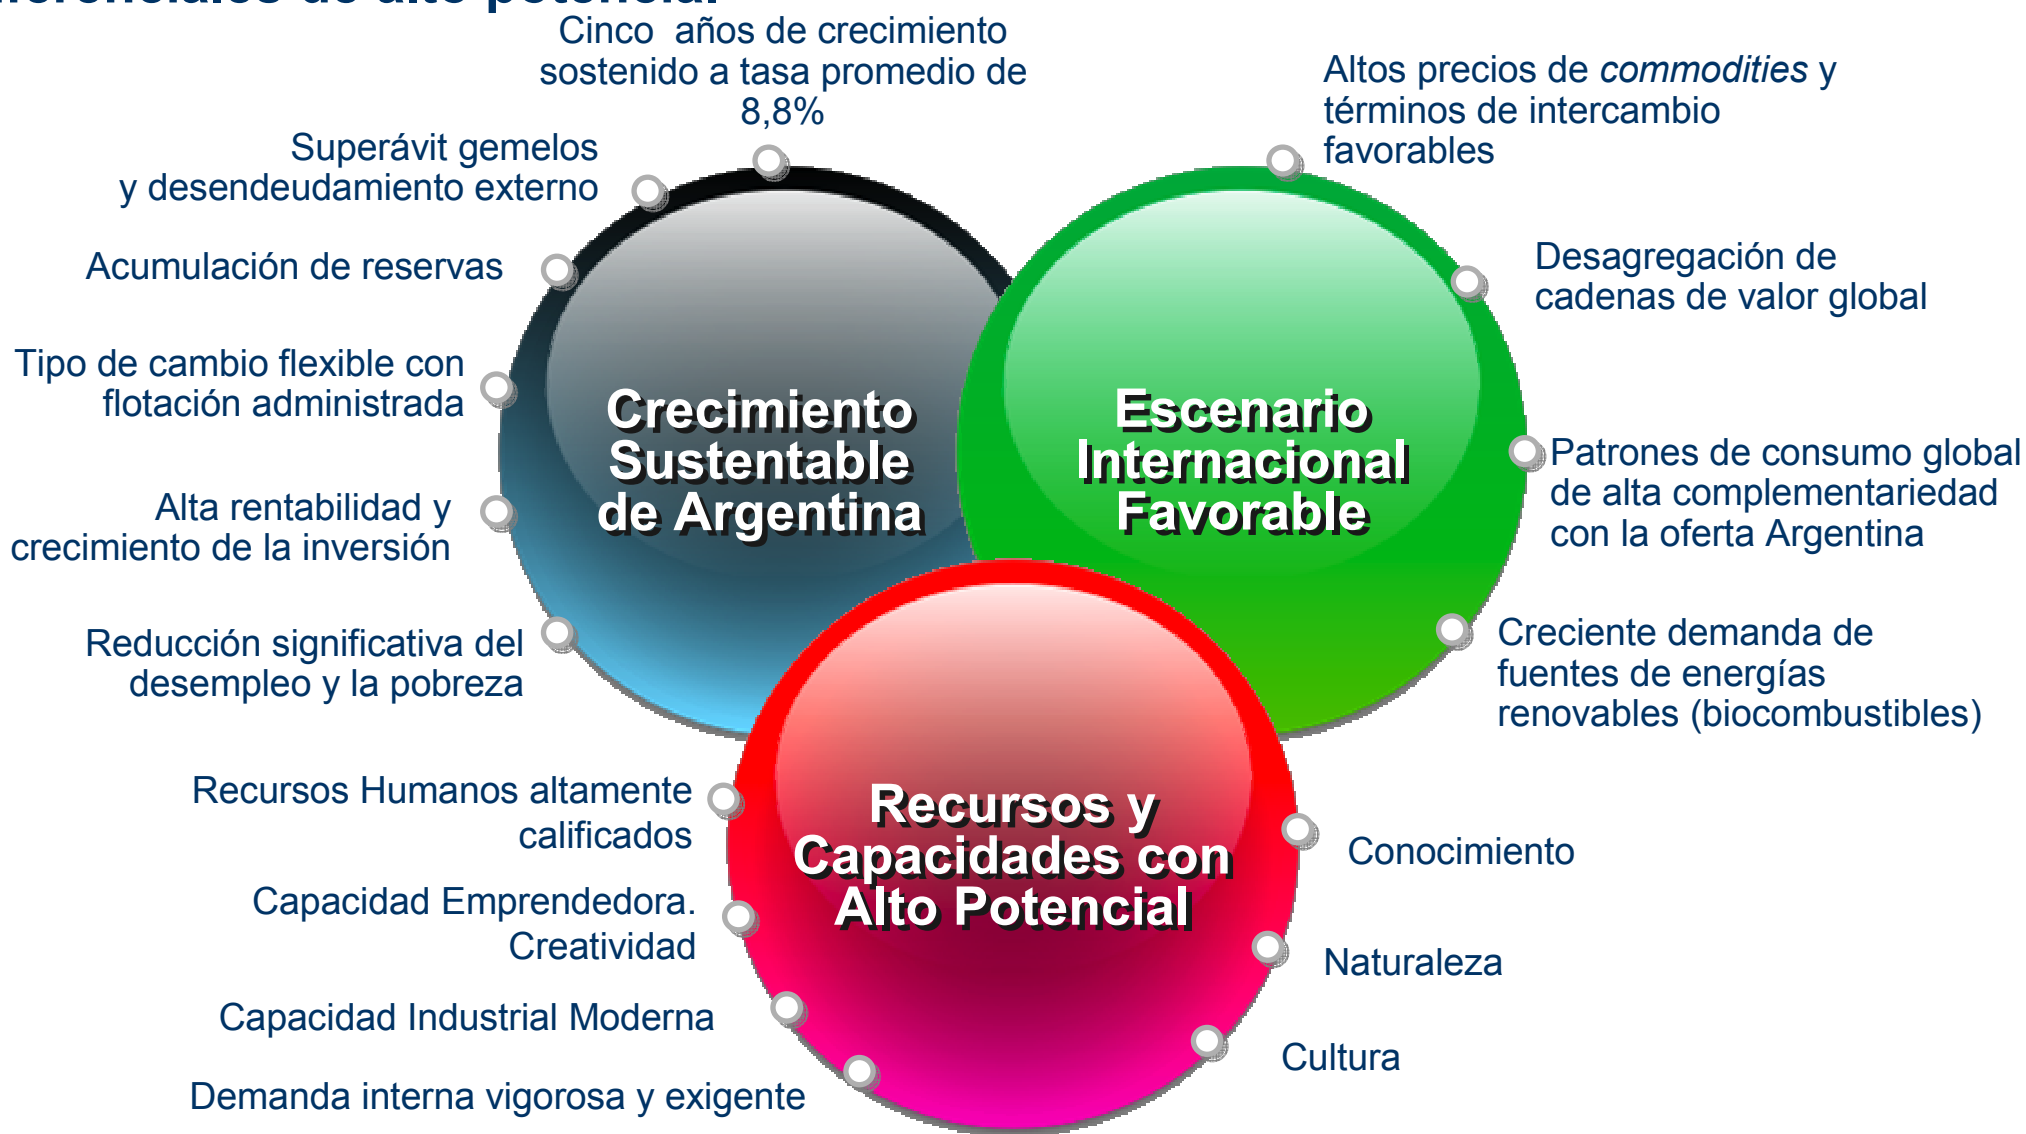 de alto potencial
Cinco años de crecimiento
sostenido a tasa promedio de
8,8%
Superávit gemelos
y desendeudamiento externo
Acumulación de reservas
Tipo de cambio flexible con
flotación administrada
Alta rentabilidad y
crecimiento de la inversión
Reducción significativa del
desempleo y la pobreza
Crecimiento
Sustentable
de Argentina
Altos precios de commodities y
términos de intercambio
favorables
Desagregación de
cadenas de valor global
Patrones de consumo global
de alta complementariedad
con la oferta Argentina
Creciente demanda de
fuentes de energías
renovables (biocombustibles)
Escenario
Internacional
Favorable
Recursos Humanos altamente
calificados
Capacidad Emprendedora.
Creatividad
Capacidad Industrial Moderna
Demanda interna vigorosa y exigente
Recursos y
Capacidades con
Alto Potencial
Conocimiento
Naturaleza
Cultura